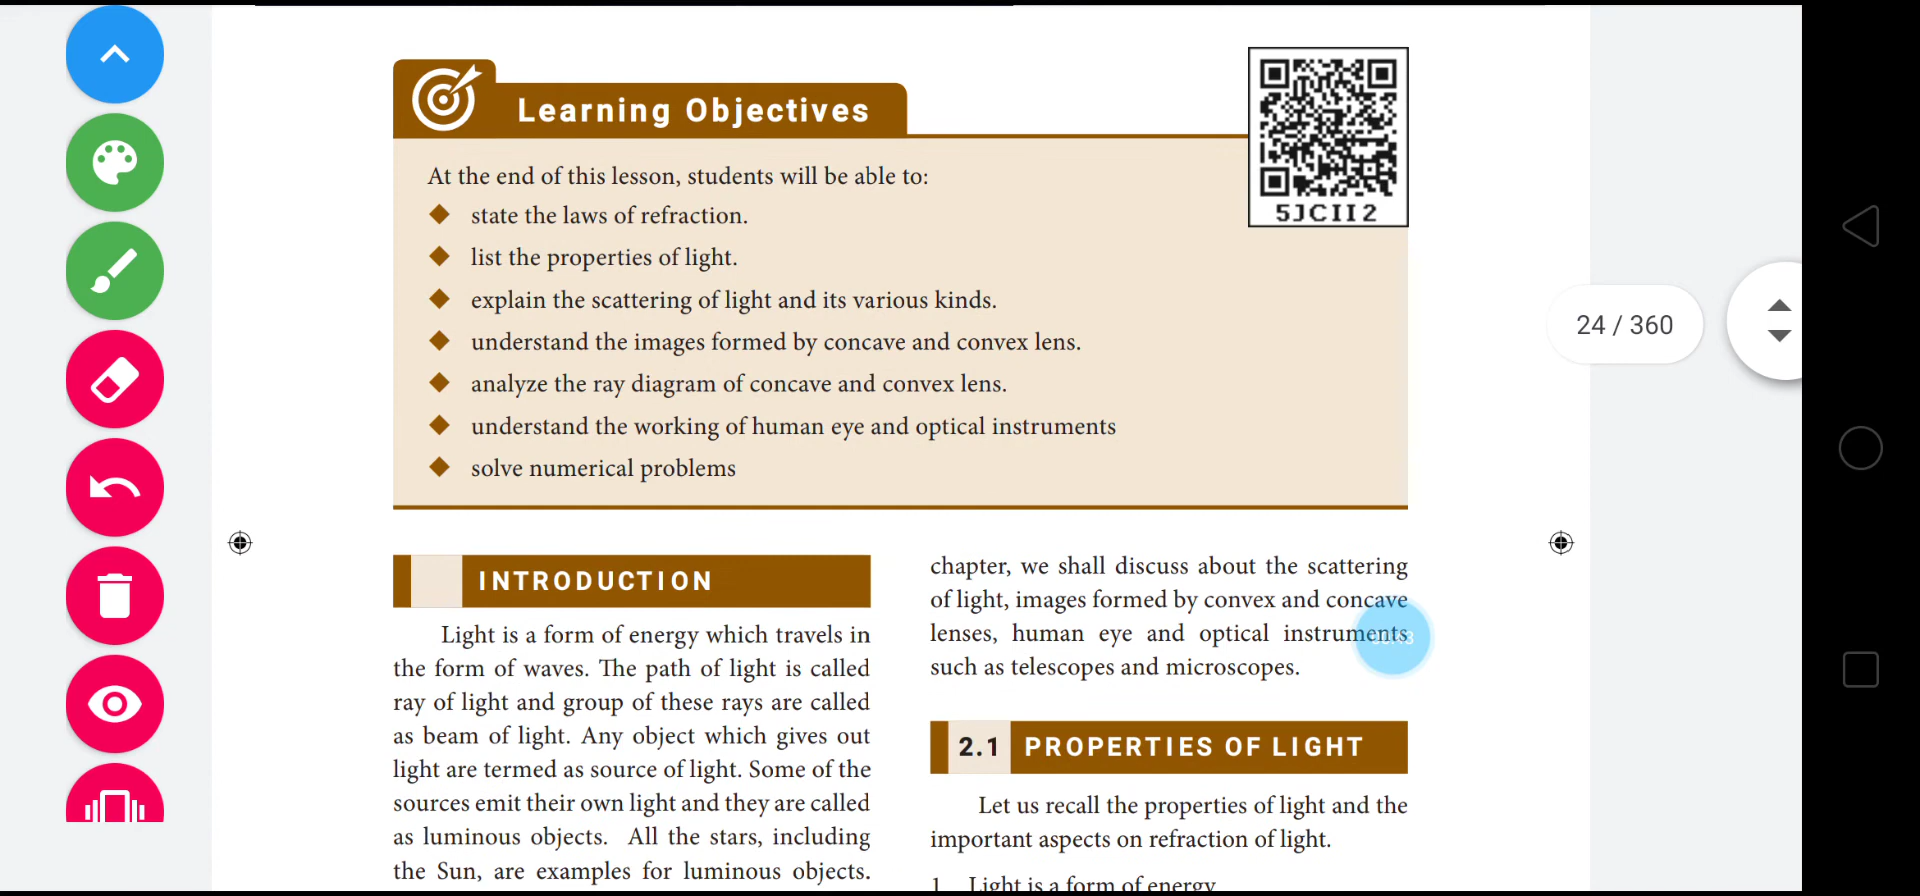 Learning Objectives
5JCII2
At the end of this lesson, students will be able to:
state the laws of refraction.
list the properties of light.
explain the scattering of light and its various kinds.
understand the images formed by concave and convex lens.
analyze the ray diagram of concave and convex lens.
understand the working of human eye and optical instruments
solve numerical problems
24 / 360
INTRODUCTION
Light is a form of energy which travels in
the form of waves. The path of light is called
ray of light and group of these rays are called
as beam of light. Any object which gives out
light are termed as source of light. Some of the
sources emit their own light and they are called
as luminous objects. All the stars, including
the Sun, are examples for luminous objects.
chapter, we shall discuss about the scattering
of light, images formed by convex and concave
lenses, human eye and optical instruments
such as telescopes and microscopes.
2.1 PROPERTIES OF LIGHT
Let us recall the properties of light and the
important aspects on refraction of light.
1. Light is a form of energy